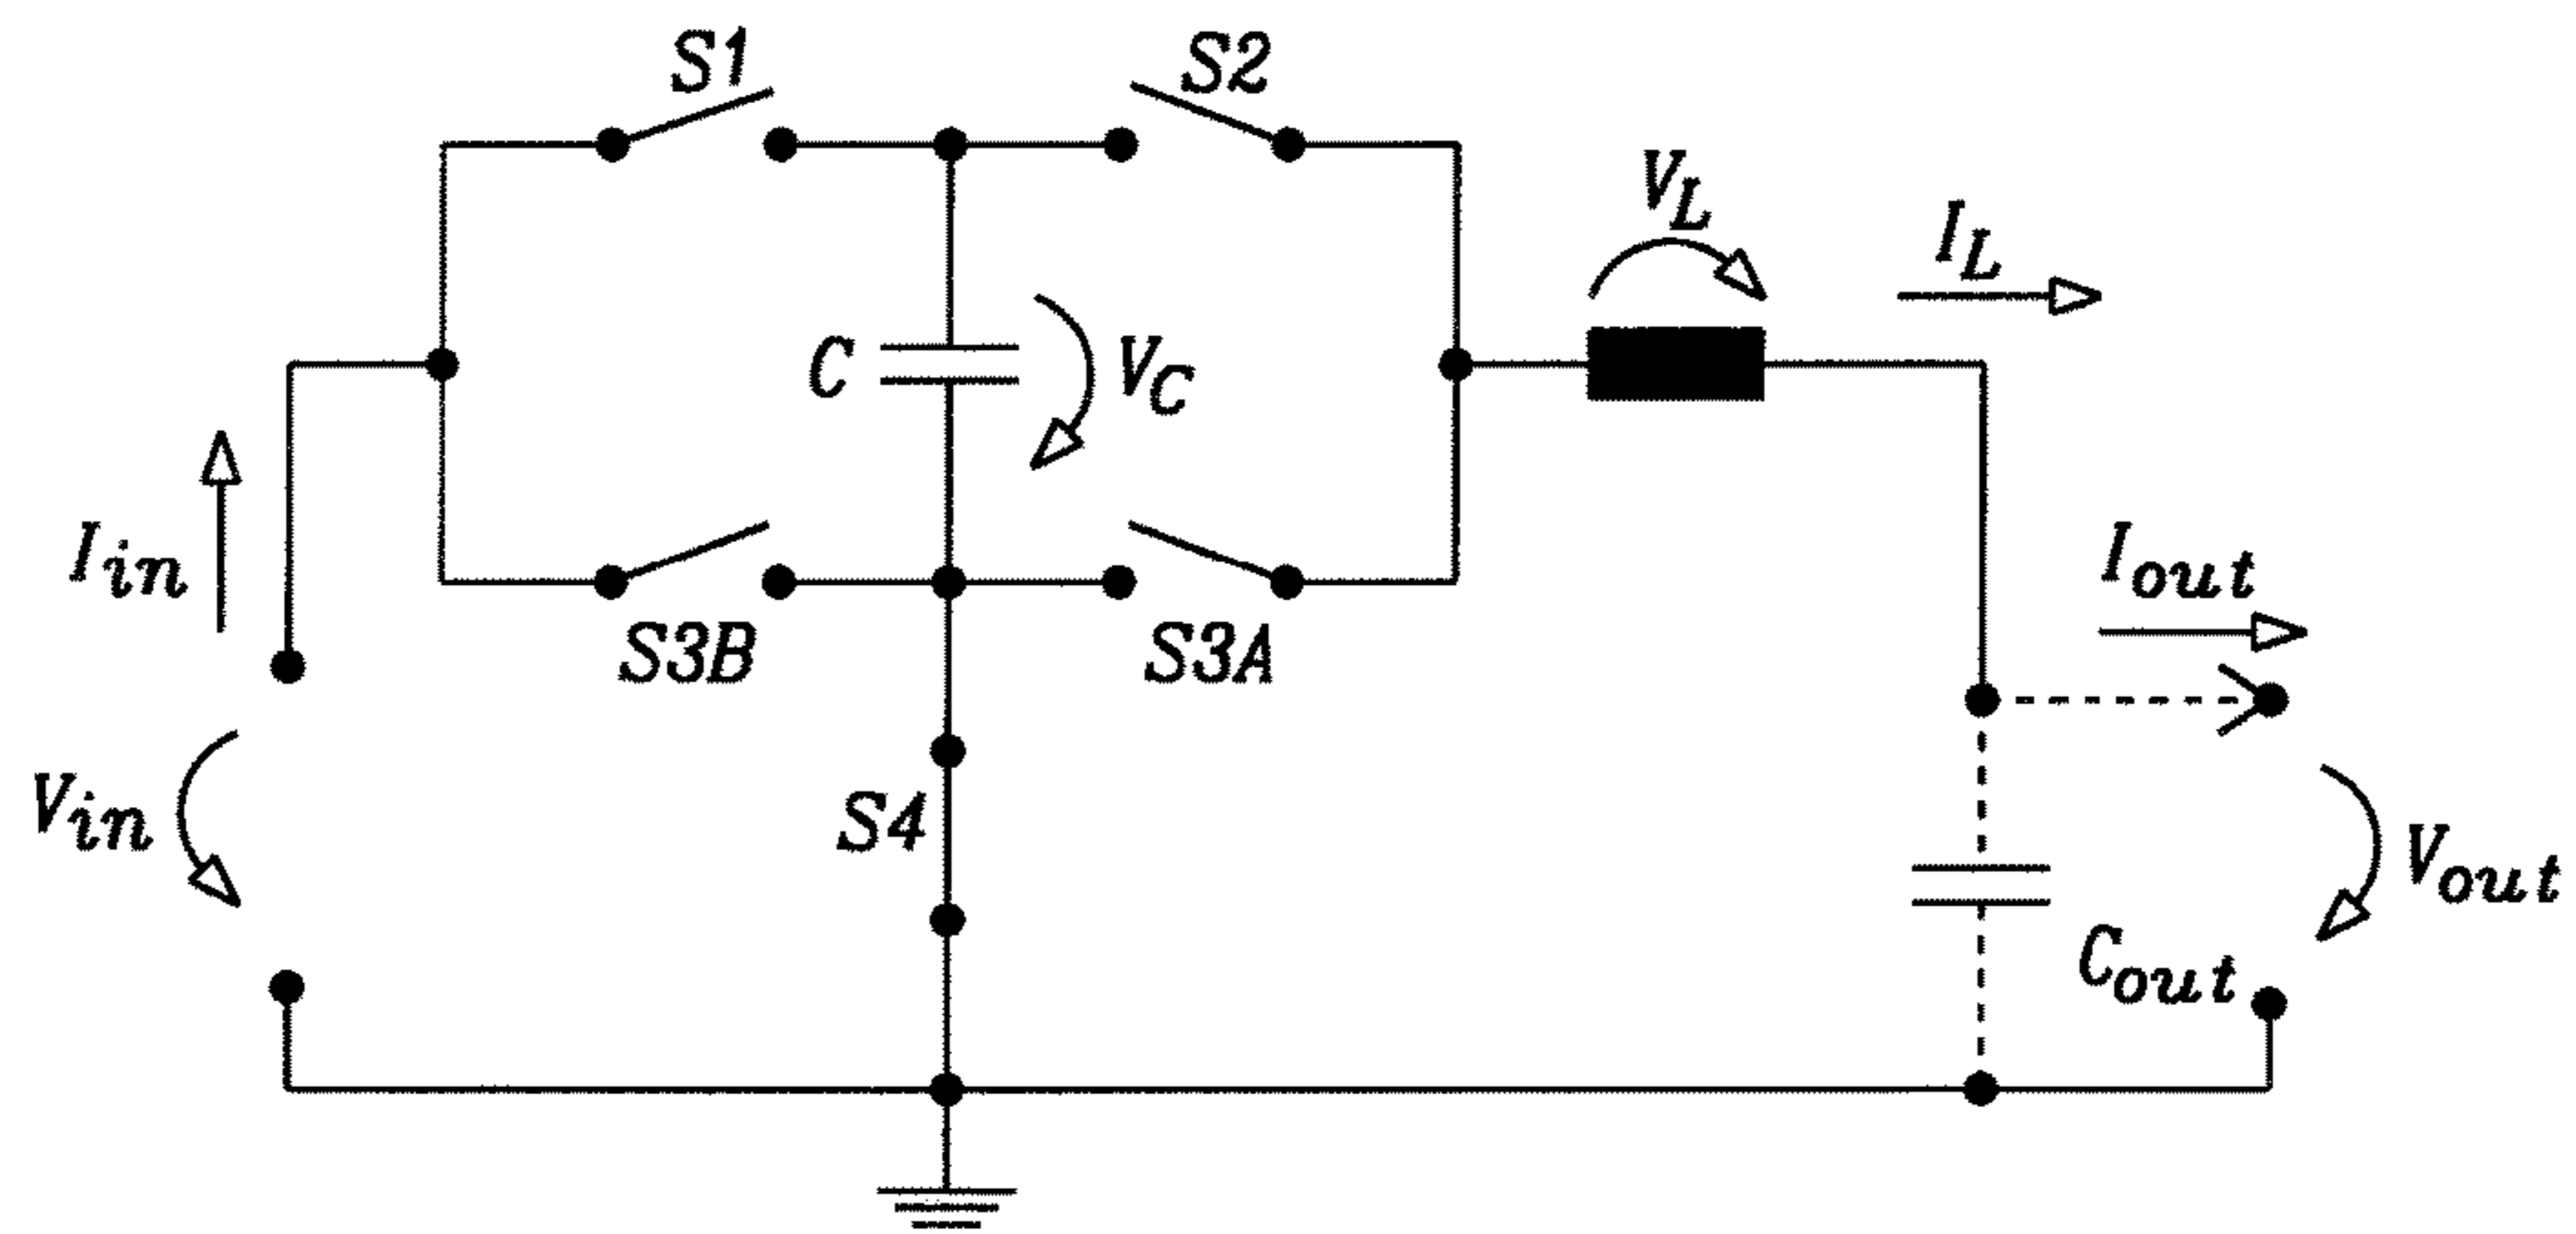 S1
S2
V_L
I_L
C
V_C
I_in
I_out
S3B
S3A
V_in
S4
V_out
C_out